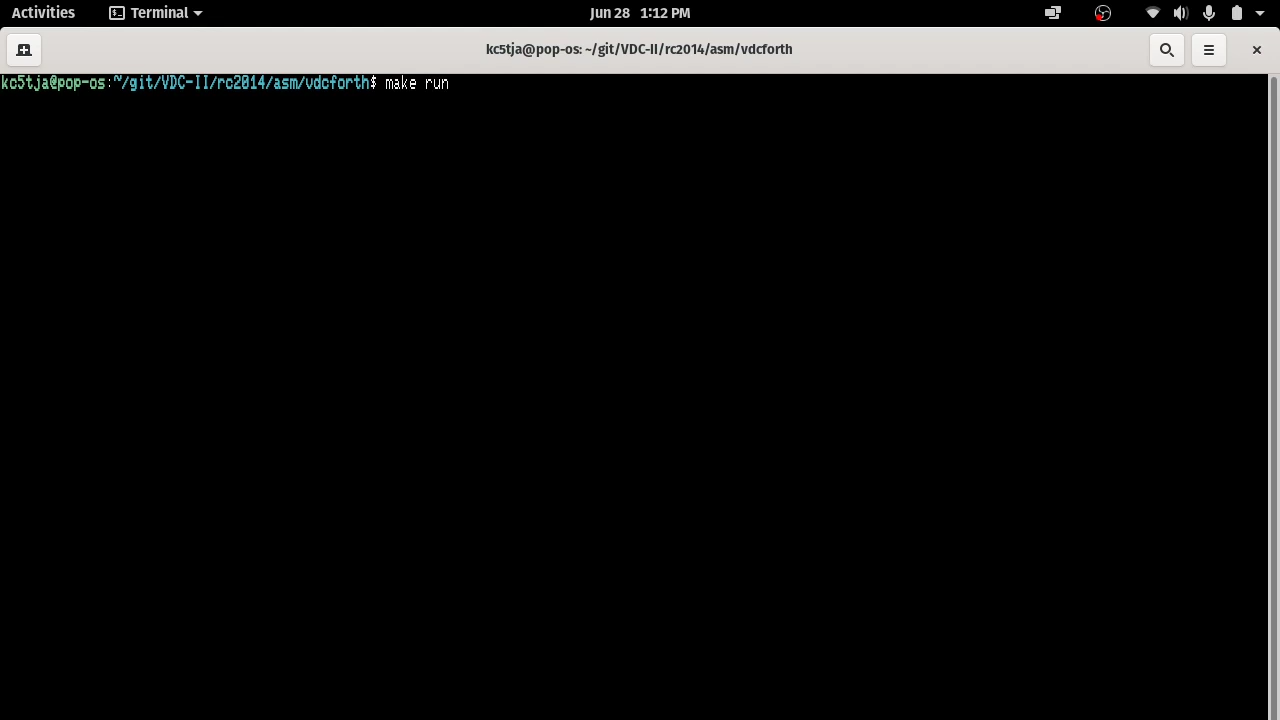 Activities Terminal Jun 28 1:12 PM
kc5tja@pop-os: ~/git/VDC-II/rc2014/asm/vdcforth
kc5tja@pop-os:~/git/VDC-II/rc2014/asm/vdcforth$ make run